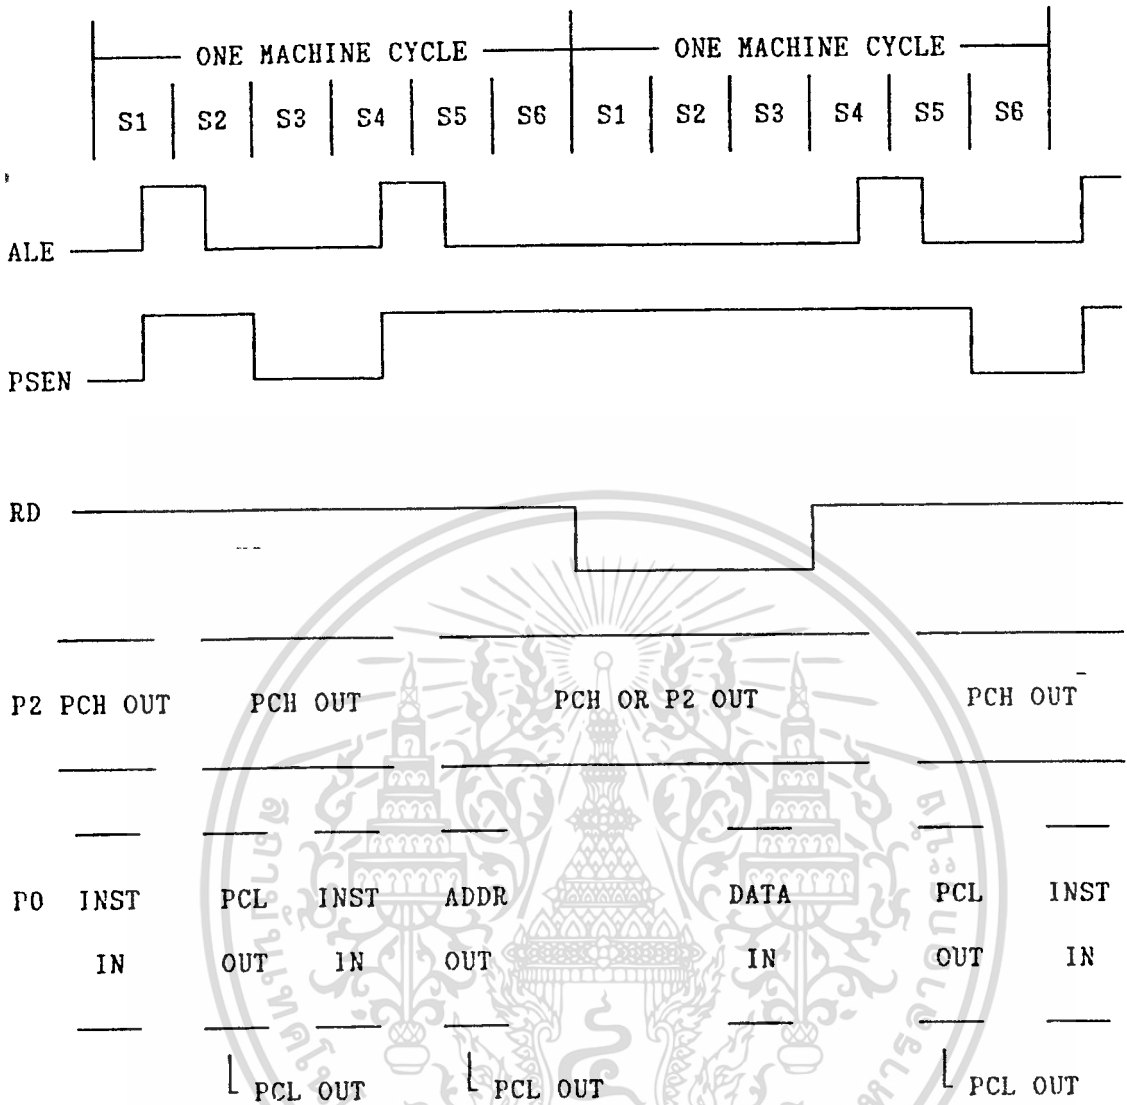 ONE MACHINE CYCLE ONE MACHINE CYCLE
S1 S2 S3 S4 S5 S6 S1 S2 S3 S4 S5 S6
ALE
PSEN
RD
P2 PCH OUT PCH OUT PCH OR P2 OUT PCH OUT
P0 INST PCL INST ADDR DATA PCL INST
IN OUT IN OUT IN OUT IN
PCL OUT PCL OUT PCL OUT